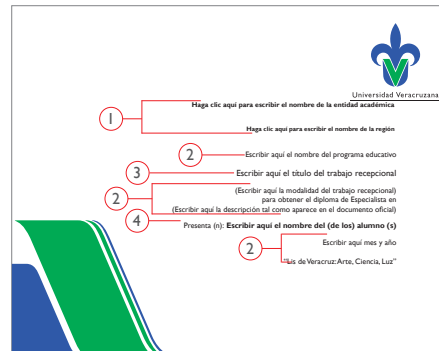 Universidad Veracruzana
1
Haga clic aquí para escribir el nombre de la entidad académica
Haga clic aquí para escribir el nombre de la región
2
Escribir aquí el nombre del programa educativo
3
Escribir aquí el título del trabajo recepcional
2
(Escribir aquí la modalidad del trabajo recepcional)
para obtener el diploma de Especialista en
(Escribir aquí la descripción tal como aparece en el documento oficial)
4
Presenta (n): Escribir aquí el nombre del (de los) alumno (s)
2
Escribir aquí mes y año
“Lis de Veracruz: Arte, Ciencia, Luz”